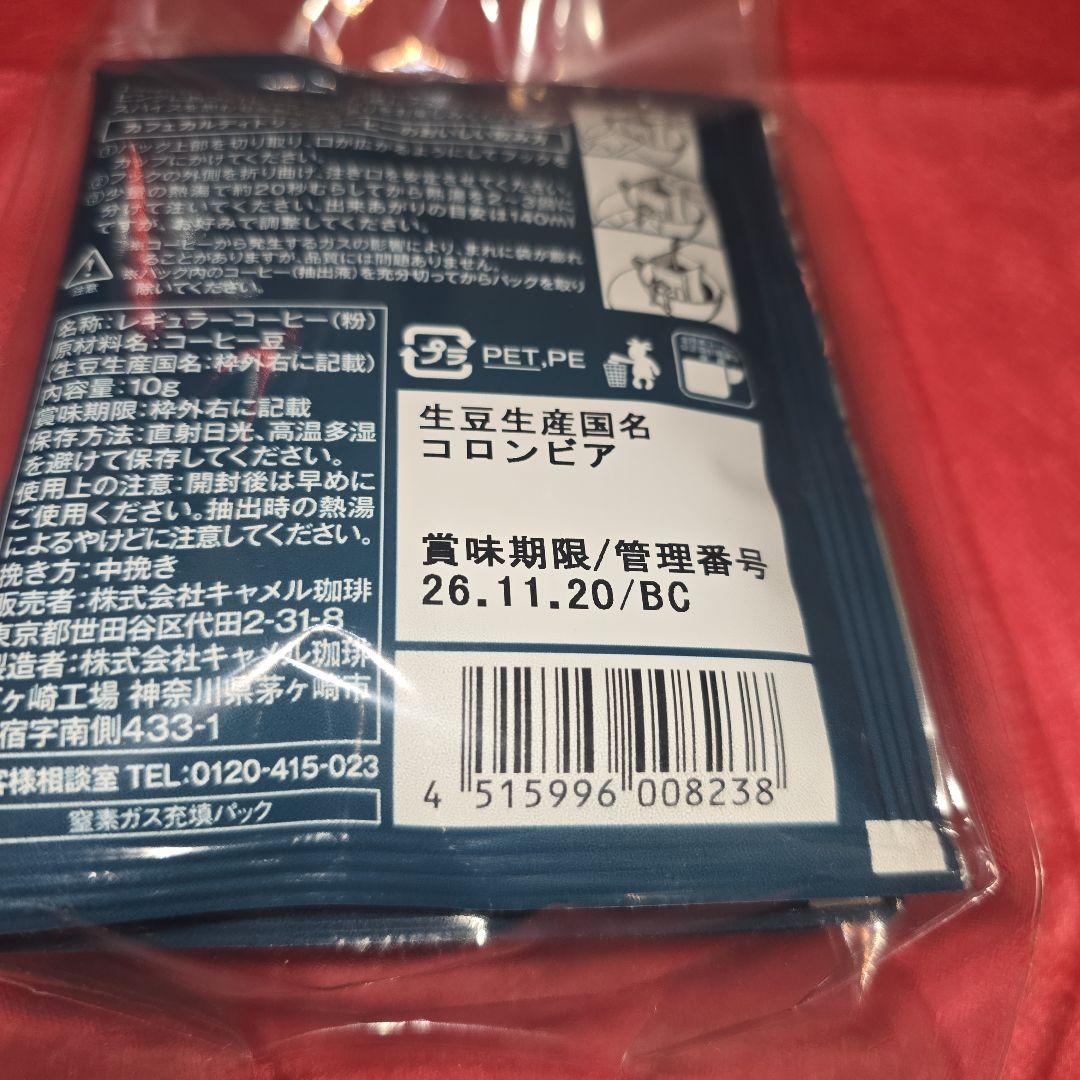 カフェカルディドリップコーヒーのおいしいいれ方
①パック上部を切り取り、口が広がるようにしてフックを
カップにかけてください。
②フックの外側を折り曲げ、注ぎ口を安定させてください。
③少量の熱湯で約20秒むらしてから熱湯を2～3回に
分けて注いでください。出来あがりの目安は140ml
ですが、お好みで調整してください。
※コーヒーから発生するガスの影響により、まれに袋が膨れ
ることがありますが、品質には問題ありません。
※パック内のコーヒー(抽出液)を充分切ってからパックを取り
除いてください。
注意
名称：レギュラーコーヒー(粉)
原材料名：コーヒー豆
(生豆生産国名：枠外右に記載)
内容量：10g
賞味期限：枠外右に記載
保存方法：直射日光、高温多湿
を避けて保存してください。
使用上の注意：開封後は早めに
ご使用ください。抽出時の熱湯
によるやけどに注意してください。
挽き方：中挽き
販売者：株式会社キャメル珈琲
東京都世田谷区代田2-31-8
製造者：株式会社キャメル珈琲
ヶ崎工場 神奈川県茅ヶ崎市
宿字南側433-1
客様相談室 TEL:0120-415-023
窒素ガス充填パック
プラ
PET,PE
生豆生産国名
コロンビア
賞味期限/管理番号
26.11.20/BC
4 515996 008238